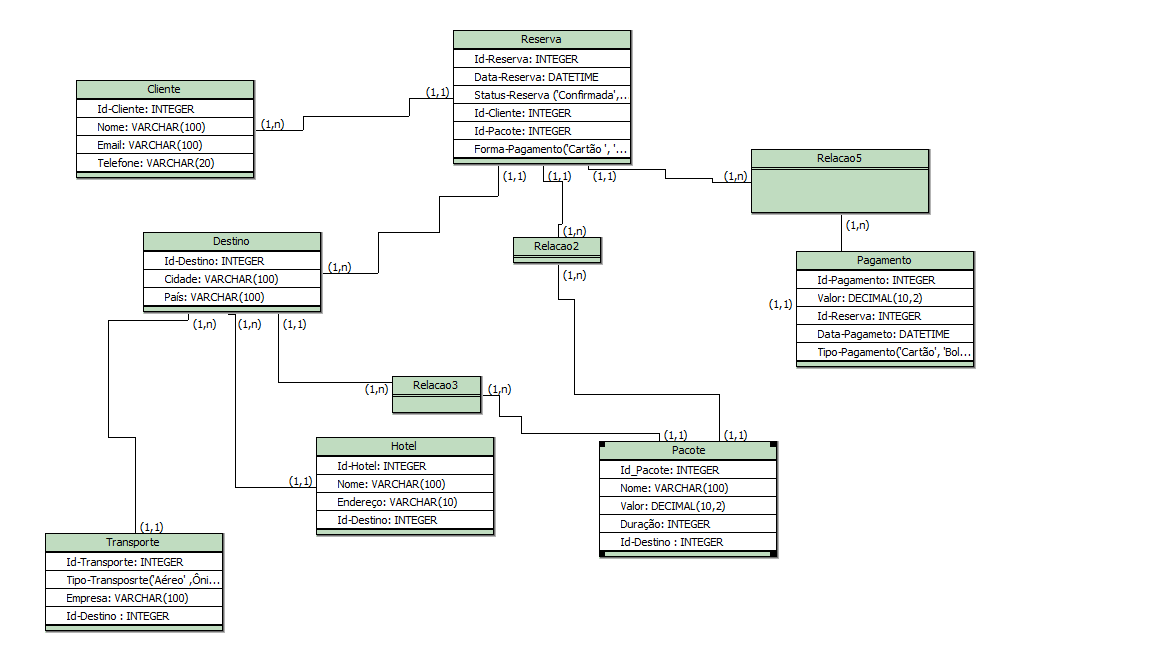 Reserva
Id-Reserva: INTEGER
Data-Reserva: DATETIME
Status-Reserva ('Confirmada',...
Id-Cliente: INTEGER
Id-Pacote: INTEGER
Forma-Pagamento('Cartão ', '...
Cliente
Id-Cliente: INTEGER
Nome: VARCHAR(100)
Email: VARCHAR(100)
Telefone: VARCHAR(20)
(1,1)
(1,n)
(1,1)
(1,1)
(1,1)
(1,n)
Relacao5
(1,n)
Destino
Id-Destino: INTEGER
Cidade: VARCHAR(100)
País: VARCHAR(100)
(1,n)
(1,n)
Relacao2
(1,n)
Pagamento
Id-Pagamento: INTEGER
Valor: DECIMAL(10,2)
Id-Reserva: INTEGER
Data-Pagameto: DATETIME
Tipo-Pagamento('Cartão', 'Bol...
(1,1)
(1,n)
(1,n)
(1,1)
(1,n)
Relacao3
(1,n)
Hotel
Id-Hotel: INTEGER
Nome: VARCHAR(100)
Endereço: VARCHAR(10)
Id-Destino: INTEGER
(1,1)
(1,1)
(1,1)
Pacote
Id_Pacote: INTEGER
Nome: VARCHAR(100)
Valor: DECIMAL(10,2)
Duração: INTEGER
Id-Destino : INTEGER
(1,1)
Transporte
Id-Transporte: INTEGER
Tipo-Transposrte('Aéreo' ,Ôni...
Empresa: VARCHAR(100)
Id-Destino : INTEGER